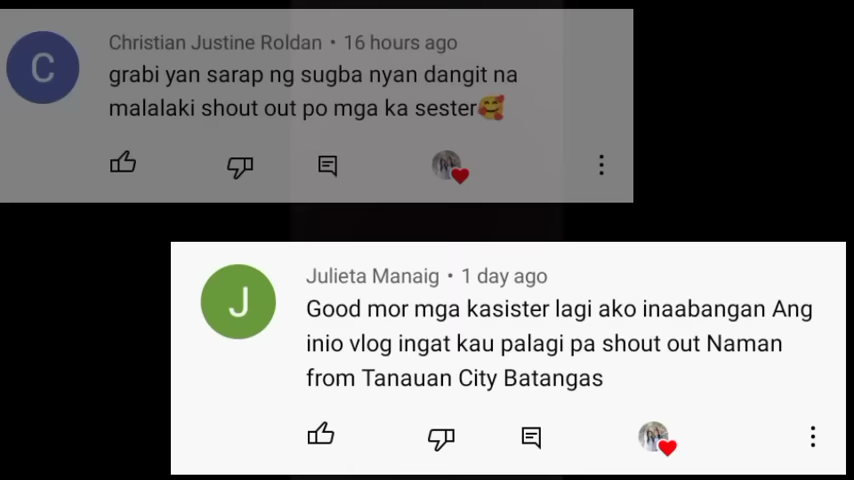 C
Christian Justine Roldan • 16 hours ago
grabi yan sarap ng sugba nyan dangit na
malalaki shout out po mga ka sester🥰
J
Julieta Manaig • 1 day ago
Good mor mga kasister lagi ako inaabangan Ang
inio vlog ingat kau palagi pa shout out Naman
from Tanauan City Batangas